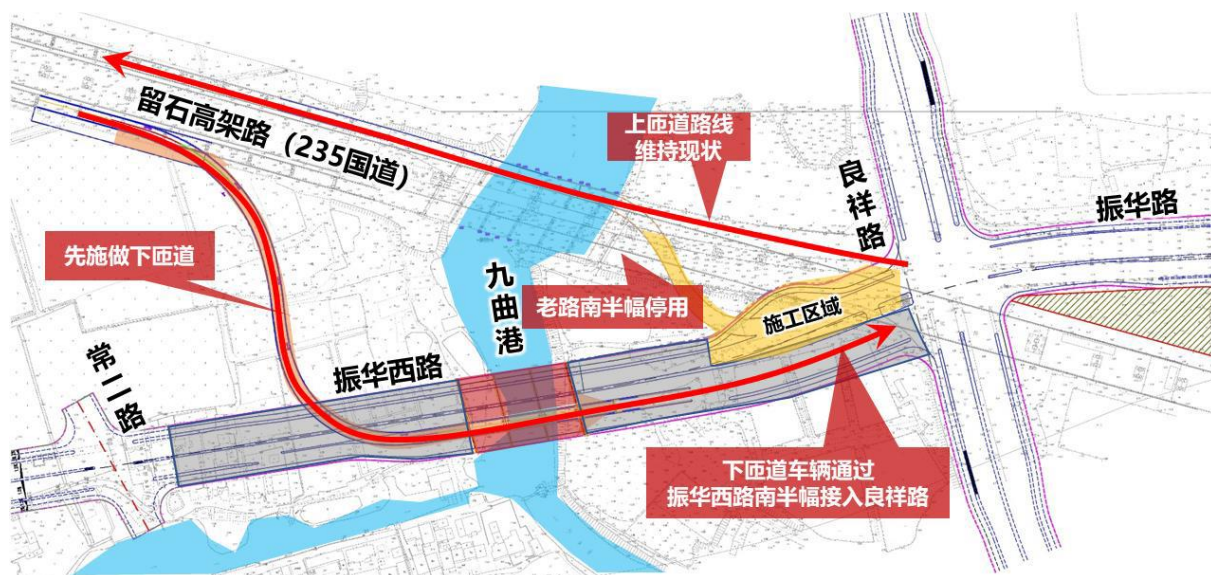 留石高架路（235国道）
上匝道路线
维持现状
良祥路
振华路
先施做下匝道
九曲港
老路南半幅停用
施工区域
常二路
振华西路
下匝道车辆通过
振华西路南半幅接入良祥路